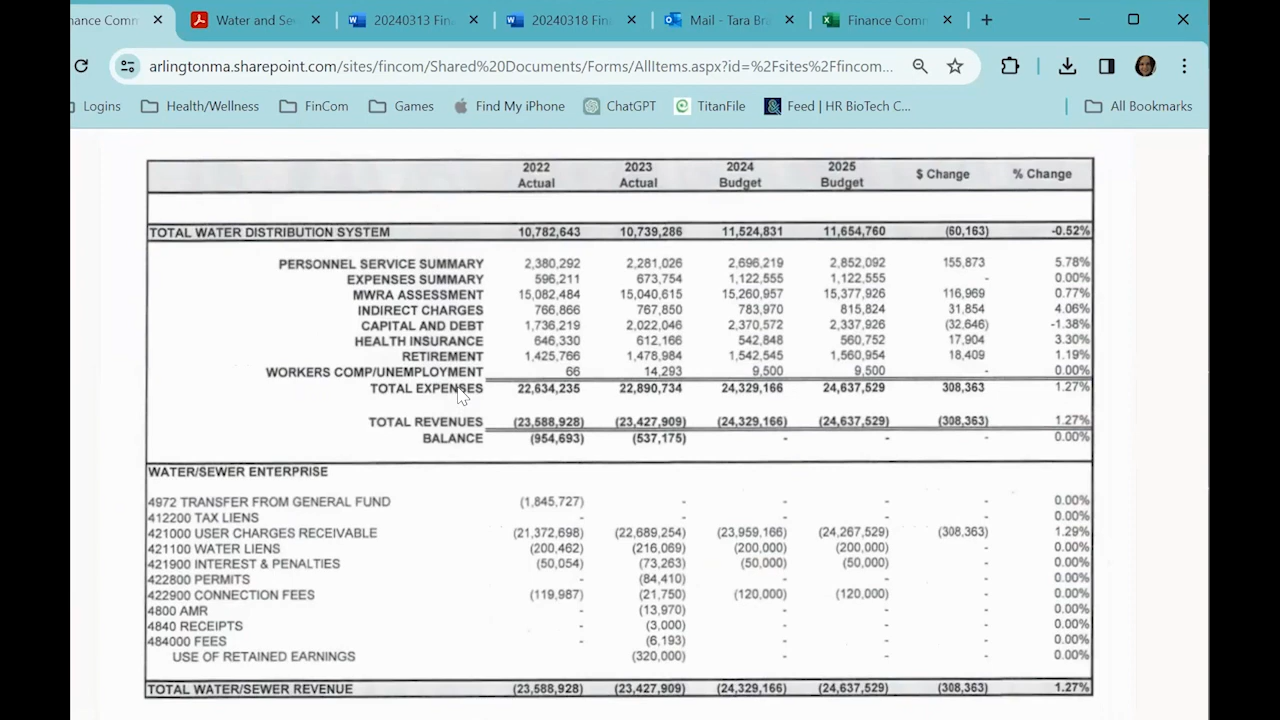 nance Comm
Water and Se
20240313 Fin
20240318 Fin
Mail - Tara Bra
Finance Comm
arlingtonma.sharepoint.com/sites/fincom/Shared%20Documents/Forms/AllItems.aspx?id=%2Fsites%2Ffincom...
Logins Health/Wellness FinCom Games Find My iPhone ChatGPT TitanFile Feed | HR BioTech C... All Bookmarks
2022 2023 2024 2025
Actual Actual Budget Budget $ Change % Change
TOTAL WATER DISTRIBUTION SYSTEM 10,782,643 10,739,286 11,524,831 11,654,760 (60,163) -0.52%
PERSONNEL SERVICE SUMMARY 2,380,292 2,281,026 2,696,219 2,852,092 155,873 5.78%
EXPENSES SUMMARY 596,211 673,754 1,122,555 1,122,555 - 0.00%
MWRA ASSESSMENT 15,082,484 15,040,615 15,260,957 15,377,926 116,969 0.77%
INDIRECT CHARGES 766,866 767,850 783,970 815,824 31,854 4.06%
CAPITAL AND DEBT 1,736,219 2,022,046 2,370,572 2,337,926 (32,646) -1.38%
HEALTH INSURANCE 646,330 612,166 542,848 560,752 17,904 3.30%
RETIREMENT 1,425,766 1,478,984 1,542,545 1,560,954 18,409 1.19%
WORKERS COMP/UNEMPLOYMENT 66 14,293 9,500 9,500 - 0.00%
TOTAL EXPENSES 22,634,235 22,890,734 24,329,166 24,637,529 308,363 1.27%
TOTAL REVENUES (23,588,928) (23,427,909) (24,329,166) (24,637,529) (308,363) 1.27%
BALANCE (954,693) (537,175) - - - 0.00%
WATER/SEWER ENTERPRISE
4972 TRANSFER FROM GENERAL FUND (1,845,727) - - - - 0.00%
412200 TAX LIENS - - - - - 0.00%
421000 USER CHARGES RECEIVABLE (21,372,698) (22,689,254) (23,959,166) (24,267,529) (308,363) 1.29%
421100 WATER LIENS (200,462) (216,069) (200,000) (200,000) - 0.00%
421900 INTEREST & PENALTIES (50,054) (73,263) (50,000) (50,000) - 0.00%
422800 PERMITS - (84,410) - - - 0.00%
422900 CONNECTION FEES (119,987) (21,750) (120,000) (120,000) - 0.00%
4800 AMR - (13,970) - - - 0.00%
4840 RECEIPTS - (3,000) - - - 0.00%
484000 FEES - (6,193) - - - 0.00%
USE OF RETAINED EARNINGS (320,000) - - - 0.00%
TOTAL WATER/SEWER REVENUE (23,588,928) (23,427,909) (24,329,166) (24,637,529) (308,363) 1.27%